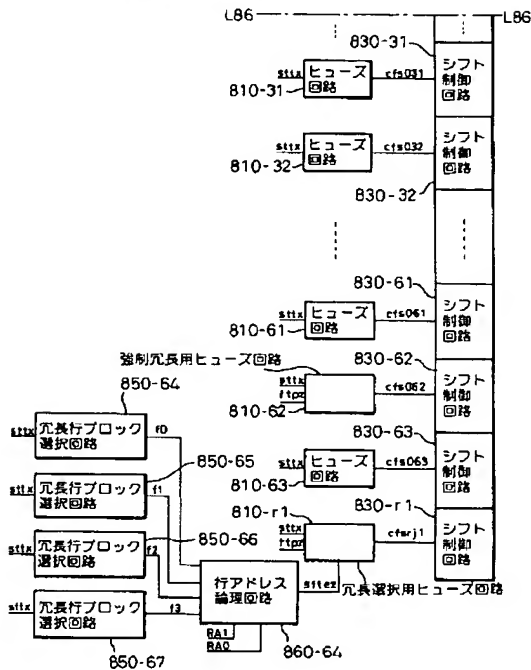 L86
L86
830-31
sttx
ヒューズ
回路
cfs031
シフト
制御
回路
810-31
sttx
ヒューズ
回路
cfs032
シフト
制御
回路
810-32
830-32
830-61
sttx
ヒューズ
回路
cfs061
シフト
制御
回路
810-61
830-62
強制冗長用ヒューズ回路
sttx
ftpz
cfs062
シフト
制御
回路
850-64
810-62
830-63
sttx
冗長行ブロック
選択回路
f0
sttx
ヒューズ
回路
cfs063
シフト
制御
回路
850-65
810-63
830-r1
sttx
冗長行ブロック
選択回路
f1
810-r1
sttx
ftpz
cfsrj1
シフト
制御
回路
850-66
sttx
冗長行ブロック
選択回路
f2
行アドレス
論理回路
sttez
冗長選択用ヒューズ回路
sttx
冗長行ブロック
選択回路
f3
RA1
RA0
860-64
850-67